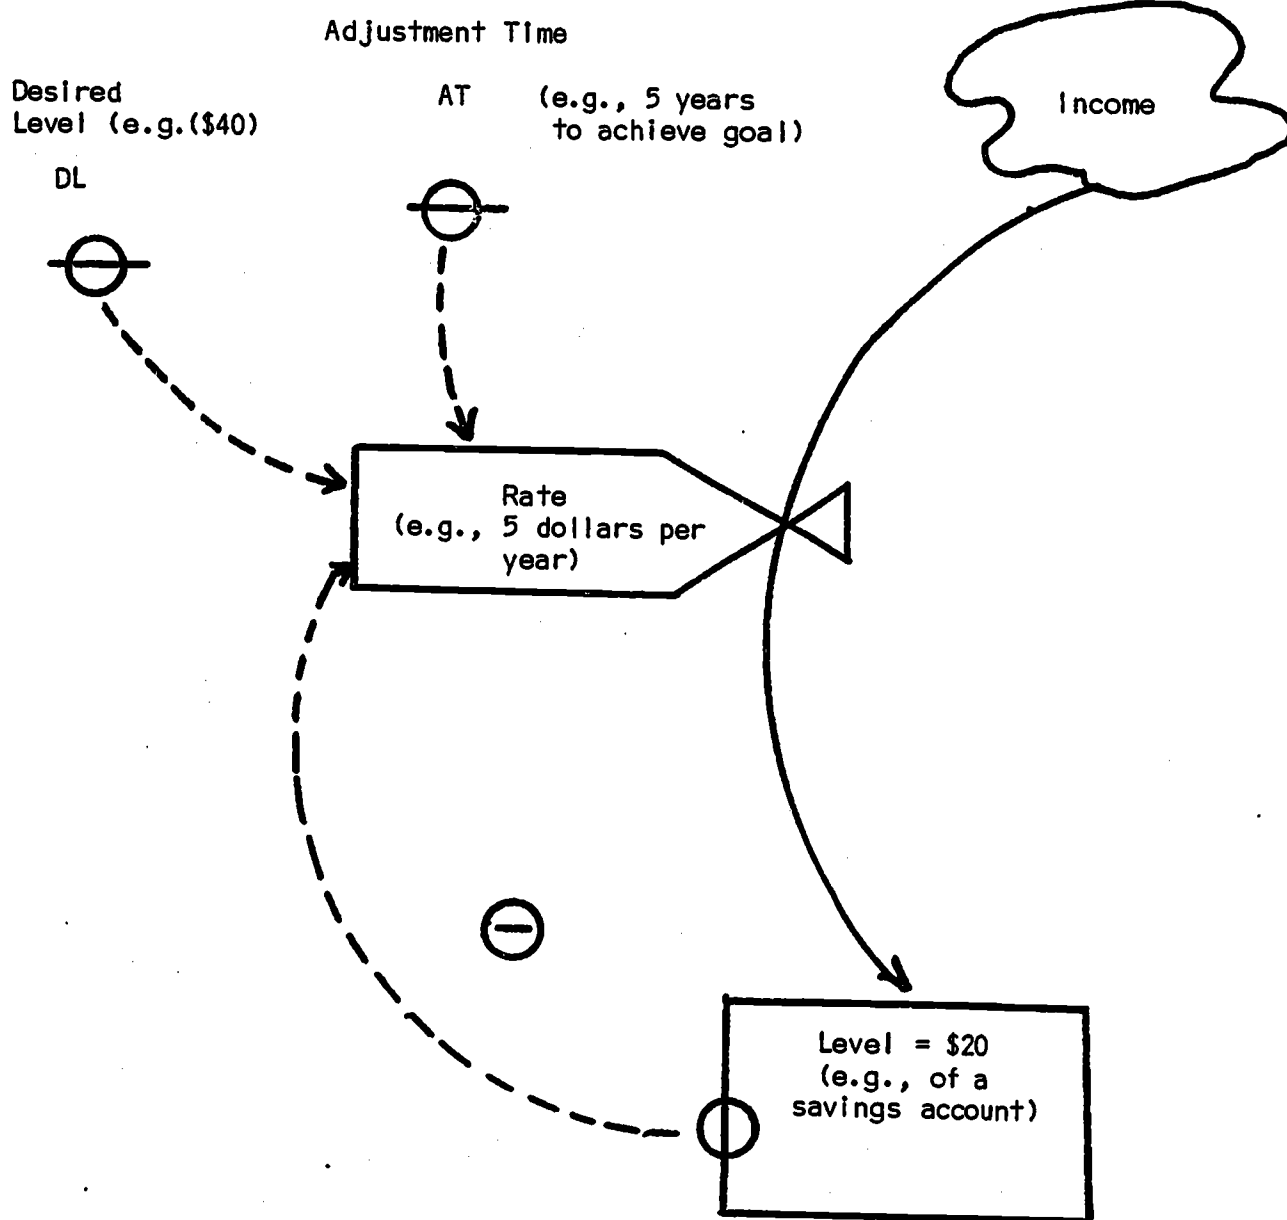 Adjustment Time
Desired
Level (e.g.($40)
DL
AT (e.g., 5 years
to achieve goal)
Income
Rate
(e.g., 5 dollars per
year)
Level = $20
(e.g., of a
savings account)